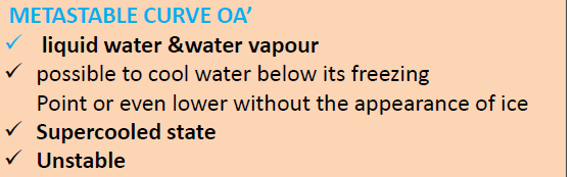 METASTABLE CURVE OA’
✓ liquid water &water vapour
✓ possible to cool water below its freezing
Point or even lower without the appearance of ice
✓ Supercooled state
✓ Unstable